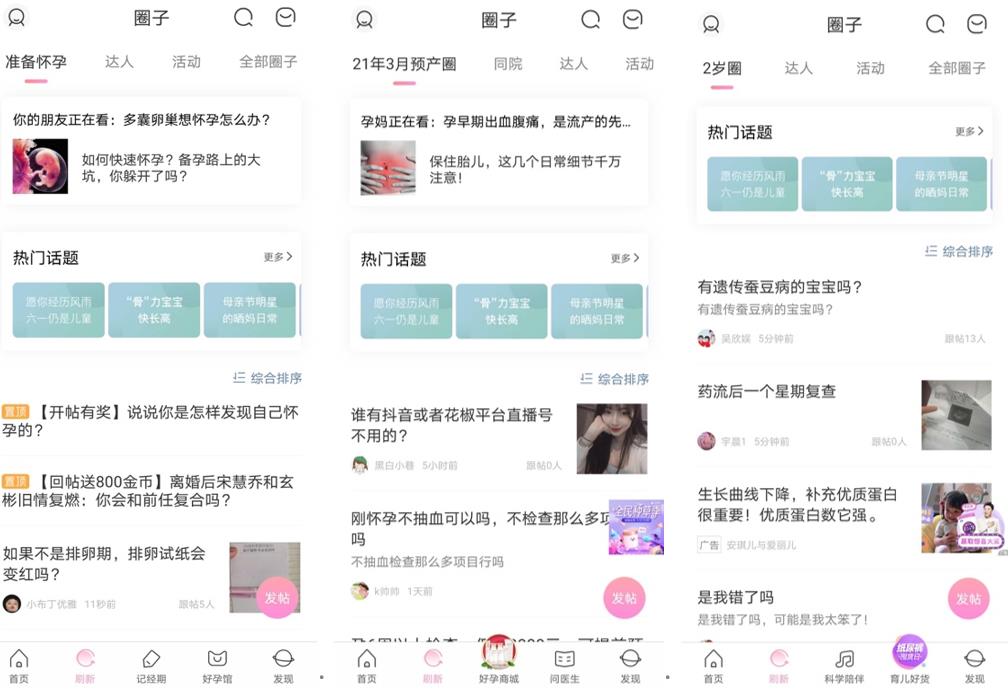 圈子
准备怀孕
达人
活动
全部圈子
你的朋友正在看：多囊卵巢想怀孕怎么办？
如何快速怀孕？备孕路上的大
坑，你躲开了吗？
热门话题
更多
愿你经历风雨
六一仍是儿童
“骨”力宝宝
快长高
母亲节明星
的晒妈日常
综合排序
置顶【开帖有奖】说说你是怎样发现自己怀
孕的？
置顶【回帖送800金币】离婚后宋慧乔和玄
彬旧情复燃：你会和前任复合吗？
如果不是排卵期，排卵试纸会
变红吗？
小布丁优雅 11秒前
跟帖5人
发帖
首页
刷新
记经期
好孕馆
发现
圈子
21年3月预产圈
同院
达人
活动
孕妈正在看：孕早期出血腹痛，是流产的先...
保住胎儿，这几个日常细节千万
注意！
热门话题
更多
愿你经历风雨
六一仍是儿童
“骨”力宝宝
快长高
母亲节明星
的晒妈日常
综合排序
谁有抖音或者花椒平台直播号
不用的？
黑白小巷 5小时前
跟帖0人
刚怀孕不抽血可以吗，不检查那么多项
吗
不抽血检查那么多项目行吗
全民种草季
k帅帅 1天前
发帖
首页
刷新
好孕商城
问医生
发现
圈子
2岁圈
达人
活动
全部圈子
热门话题
更多
愿你经历风雨
六一仍是儿童
“骨”力宝宝
快长高
母亲节明星
的晒妈日常
综合排序
有遗传蚕豆病的宝宝吗？
有遗传蚕豆病的宝宝吗？
吴欣娱 5分钟前
跟帖13人
药流后一个星期复查
宇晨1 5分钟前
跟帖0人
生长曲线下降，补充优质蛋白
很重要！优质蛋白数它强。
广告 安琪儿与爱丽儿
是我错了吗
是我错了吗，可能是我太笨了！
发帖
首页
刷新
科学陪伴
纸尿裤
囤货日
育儿好货
发现